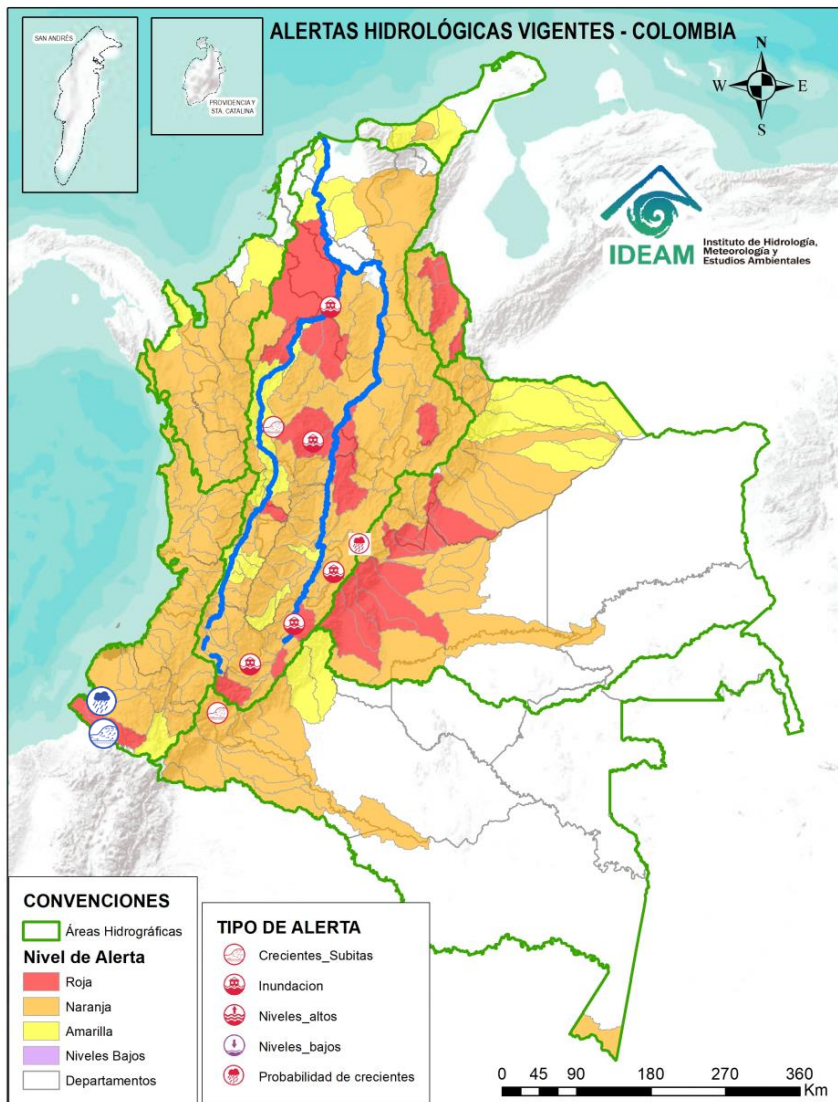 SAN ANDRÉS
PROVIDENCIA Y
STA. CATALINA
ALERTAS HIDROLÓGICAS VIGENTES - COLOMBIA
N
W
E
S
IDEAM
Instituto de Hidrología,
Meteorología y
Estudios Ambientales
CONVENCIONES
Áreas Hidrográficas
Nivel de Alerta
Roja
Naranja
Amarilla
Niveles Bajos
Departamentos
TIPO DE ALERTA
Crecientes_Subitas
Inundacion
Niveles_altos
Niveles_bajos
Probabilidad de crecientes
0 45 90 180 270 360
Km